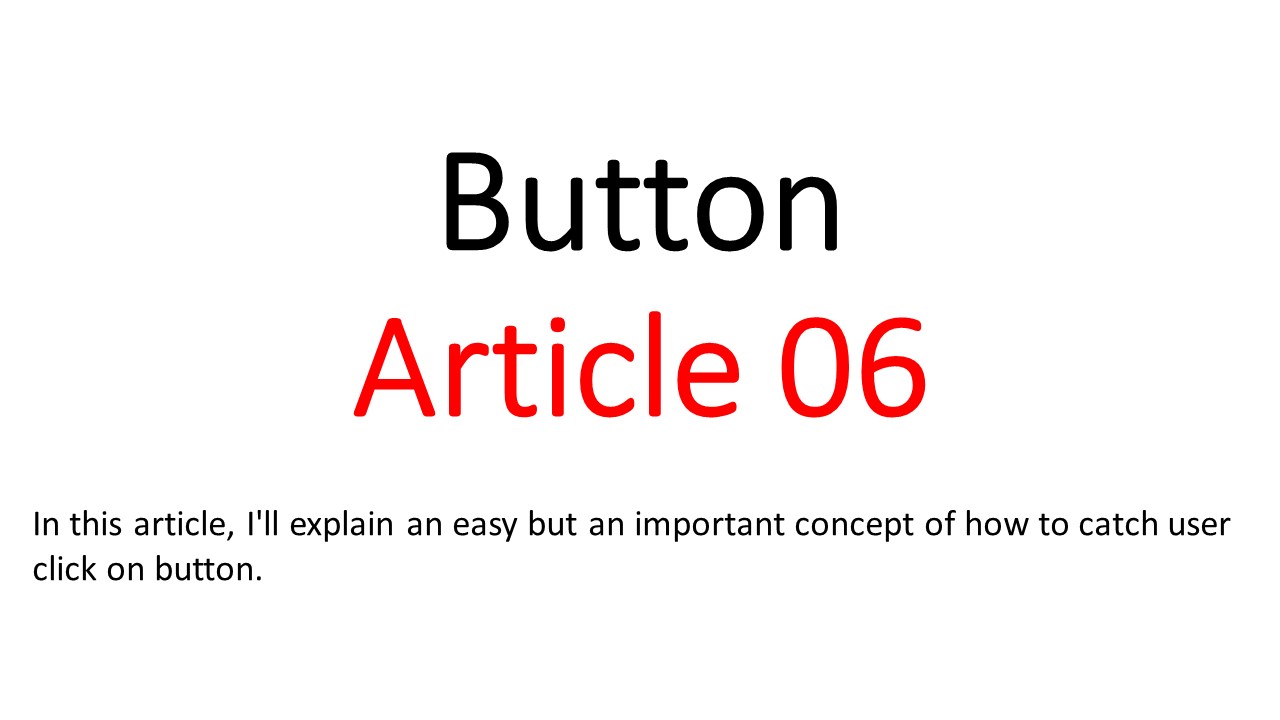 Button
Article 06
In this article, I'll explain an easy but an important concept of how to catch user
click on button.